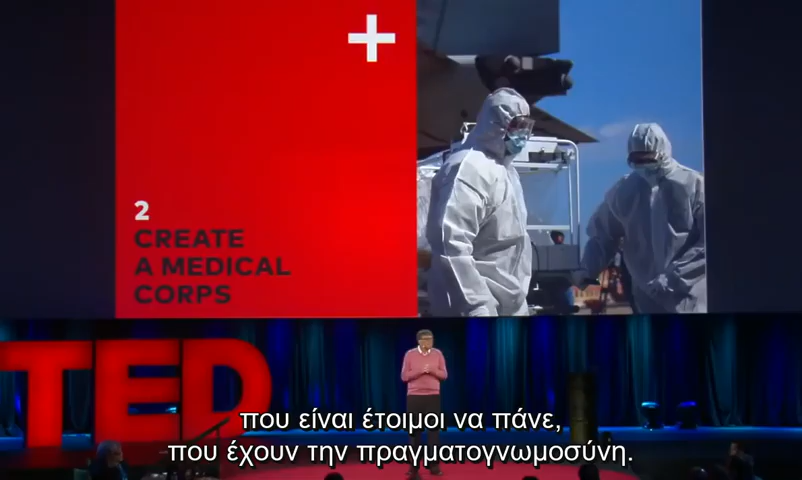 2
CREATE
A MEDICAL
CORPS
TED
που είναι έτοιμοι να πάνε,
που έχουν την πραγματογνωμοσύνη.